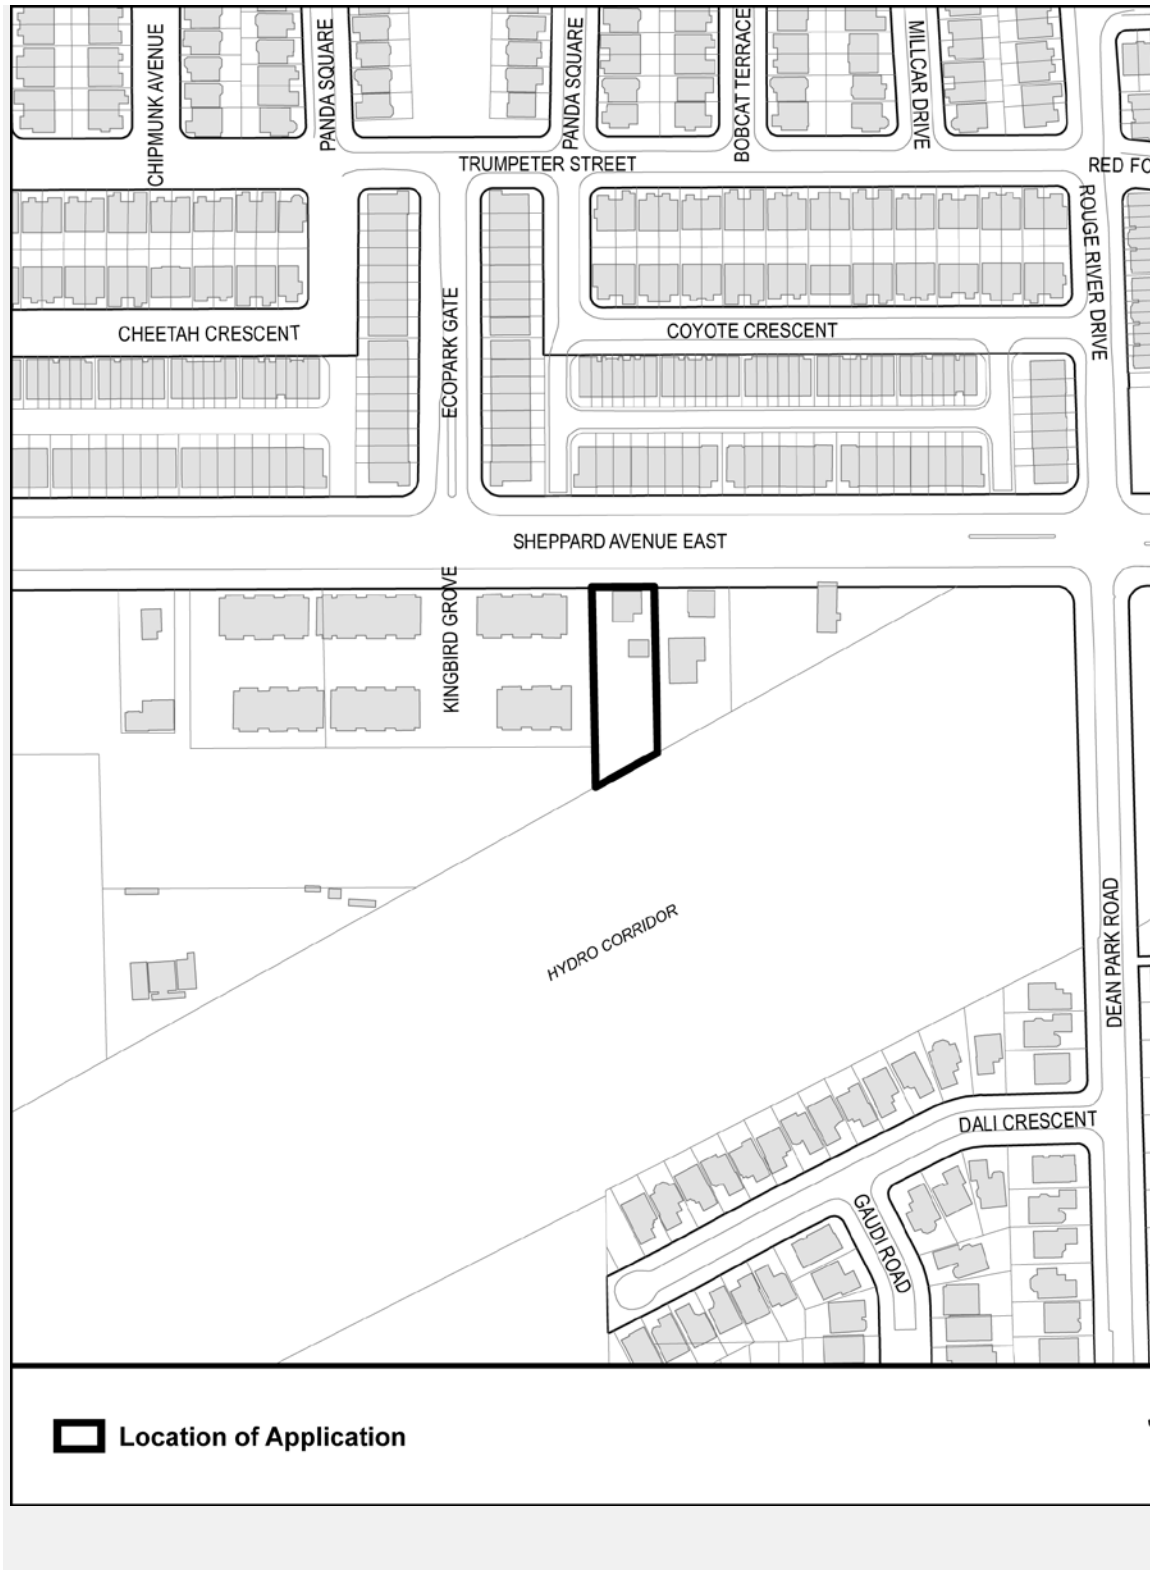 CHIPMUNK AVENUE
PANDA SQUARE
PANDA SQUARE
BOBCAT TERRACE
MILLCAR DRIVE
TRUMPETER STREET
RED FO
ROUGE RIVER DRIVE
CHEETAH CRESCENT
ECOPARK GATE
COYOTE CRESCENT
SHEPPARD AVENUE EAST
KINGBIRD GROVE
HYDRO CORRIDOR
DEAN PARK ROAD
DALI CRESCENT
GAUDI ROAD
Location of Application